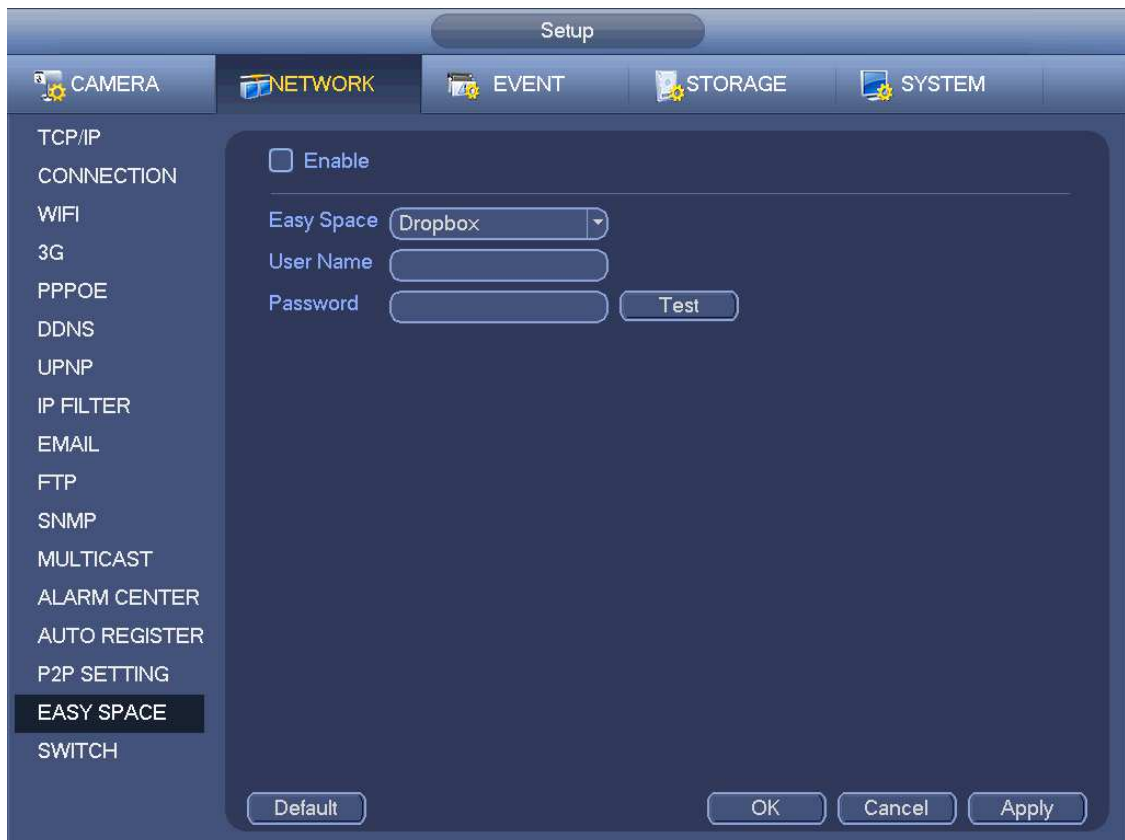 Setup
CAMERA NETWORK EVENT STORAGE SYSTEM
TCP/IP
CONNECTION
WIFI
3G
PPPOE
DDNS
UPNP
IP FILTER
EMAIL
FTP
SNMP
MULTICAST
ALARM CENTER
AUTO REGISTER
P2P SETTING
EASY SPACE
SWITCH
Enable
Easy Space Dropbox
User Name
Password Test
Default OK Cancel Apply